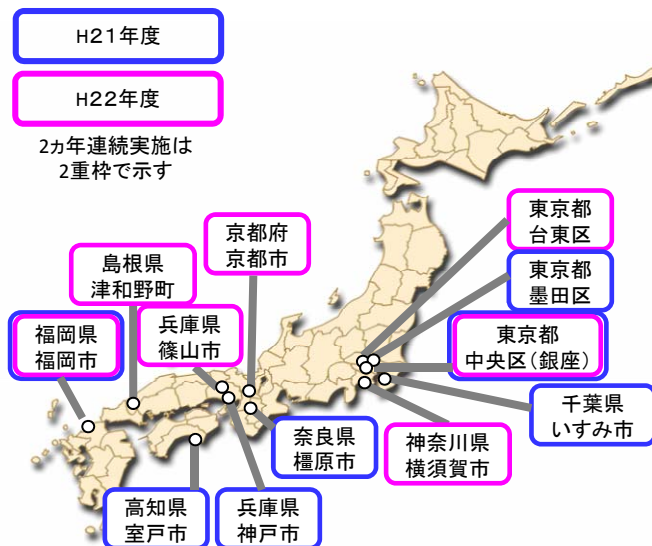 H21年度
H22年度
2ヵ年連続実施は
2重枠で示す
東京都
台東区
京都府
京都市
島根県
津和野町
東京都
墨田区
兵庫県
篠山市
福岡県
福岡市
東京都
中央区(銀座)
千葉県
いすみ市
奈良県
橿原市
神奈川県
横須賀市
高知県
室戸市
兵庫県
神戸市